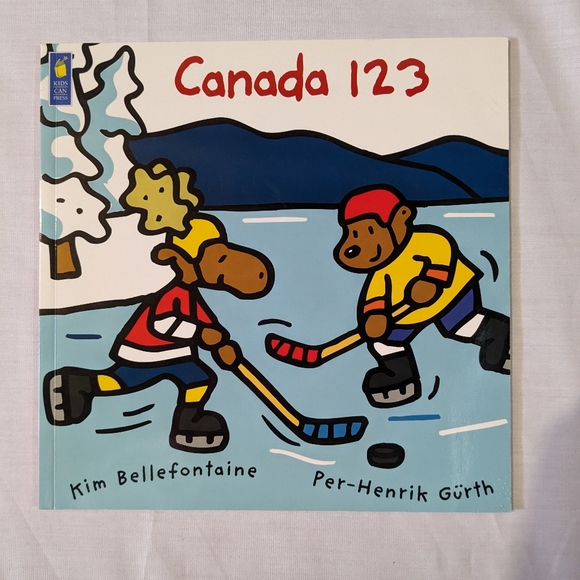 KIDS
CAN
PRESS
Canada 123
Kim Bellefontaine
Per-Henrik Gürth